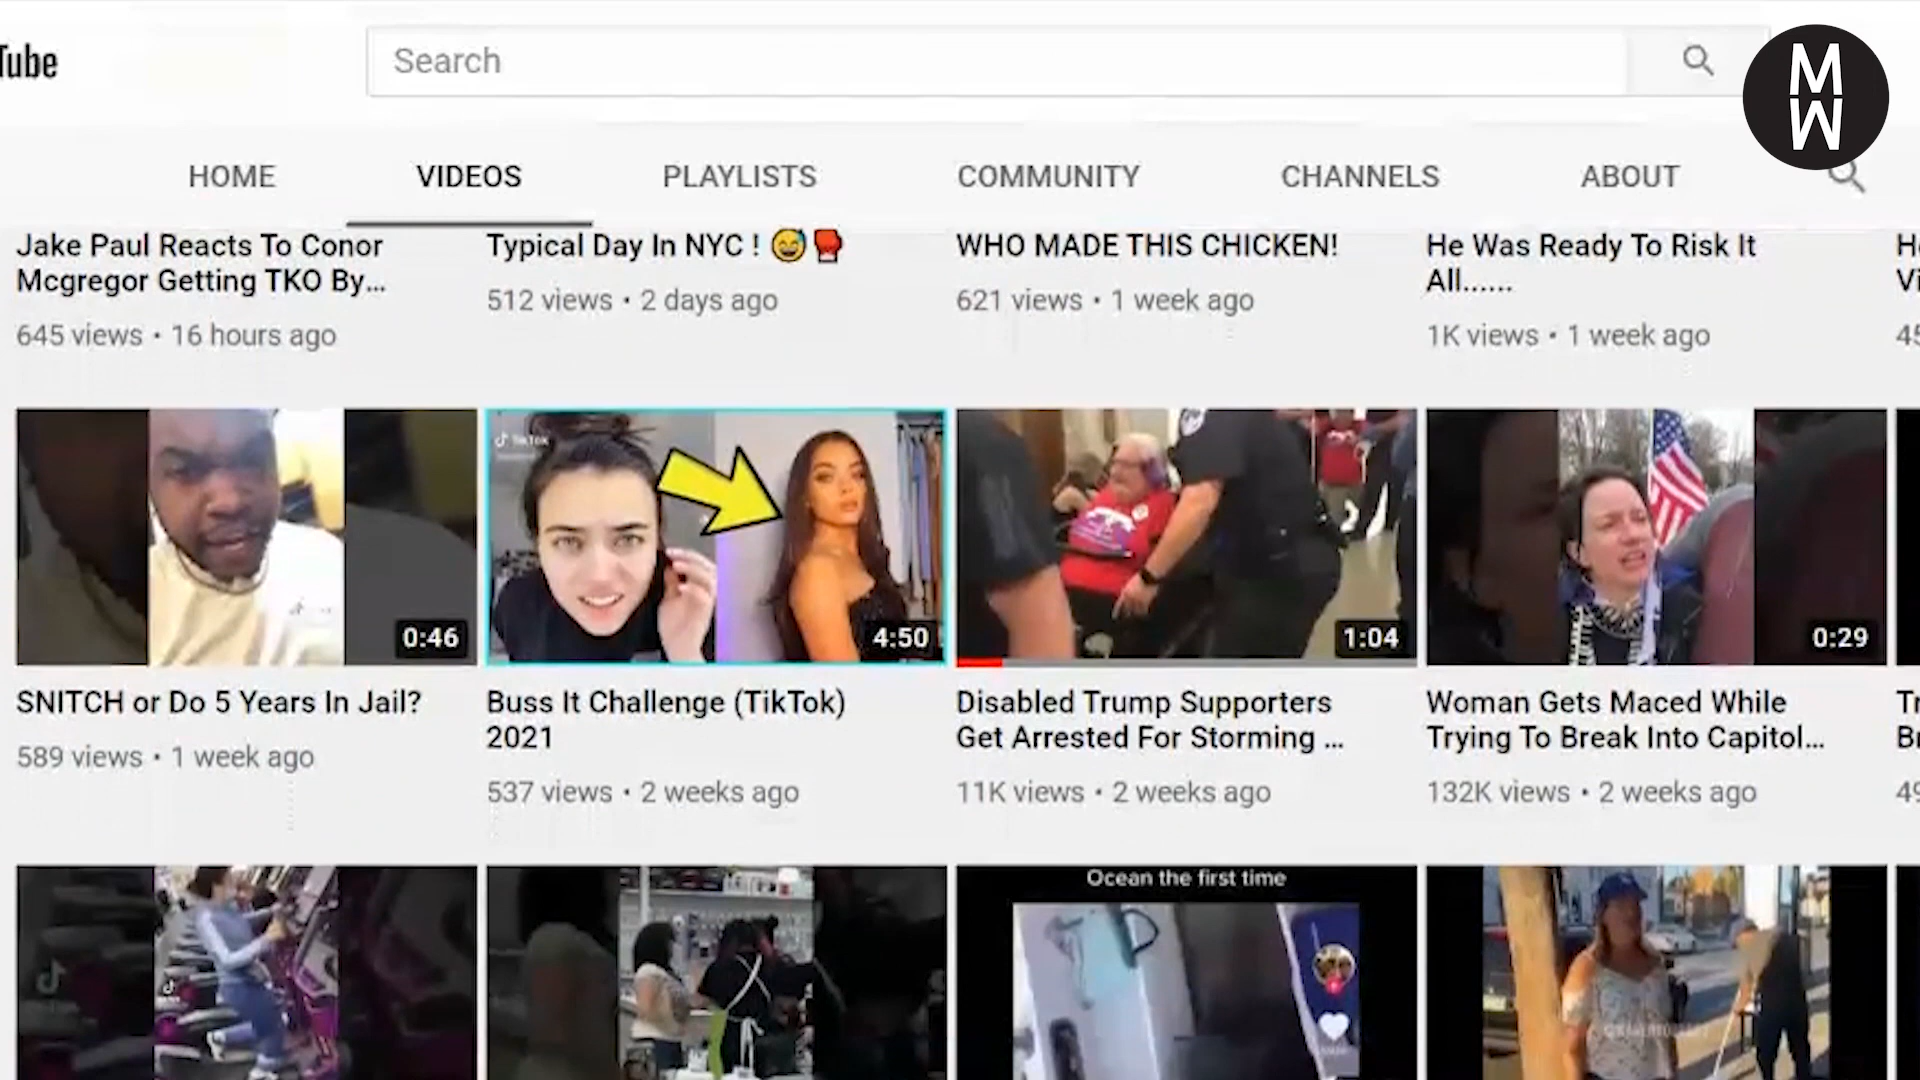 Tube
Search
M
W
HOME
VIDEOS
PLAYLISTS
COMMUNITY
CHANNELS
ABOUT
Jake Paul Reacts To Conor
Mcgregor Getting TKO By...
645 views • 16 hours ago
Typical Day In NYC ! 😅🥊
512 views • 2 days ago
WHO MADE THIS CHICKEN!
621 views • 1 week ago
He Was Ready To Risk It
All......
1K views • 1 week ago
0:46
SNITCH or Do 5 Years In Jail?
589 views • 1 week ago
TikTok
4:50
Buss It Challenge (TikTok)
2021
537 views • 2 weeks ago
1:04
Disabled Trump Supporters
Get Arrested For Storming ...
11K views • 2 weeks ago
0:29
Woman Gets Maced While
Trying To Break Into Capitol...
132K views • 2 weeks ago
Ocean the first time